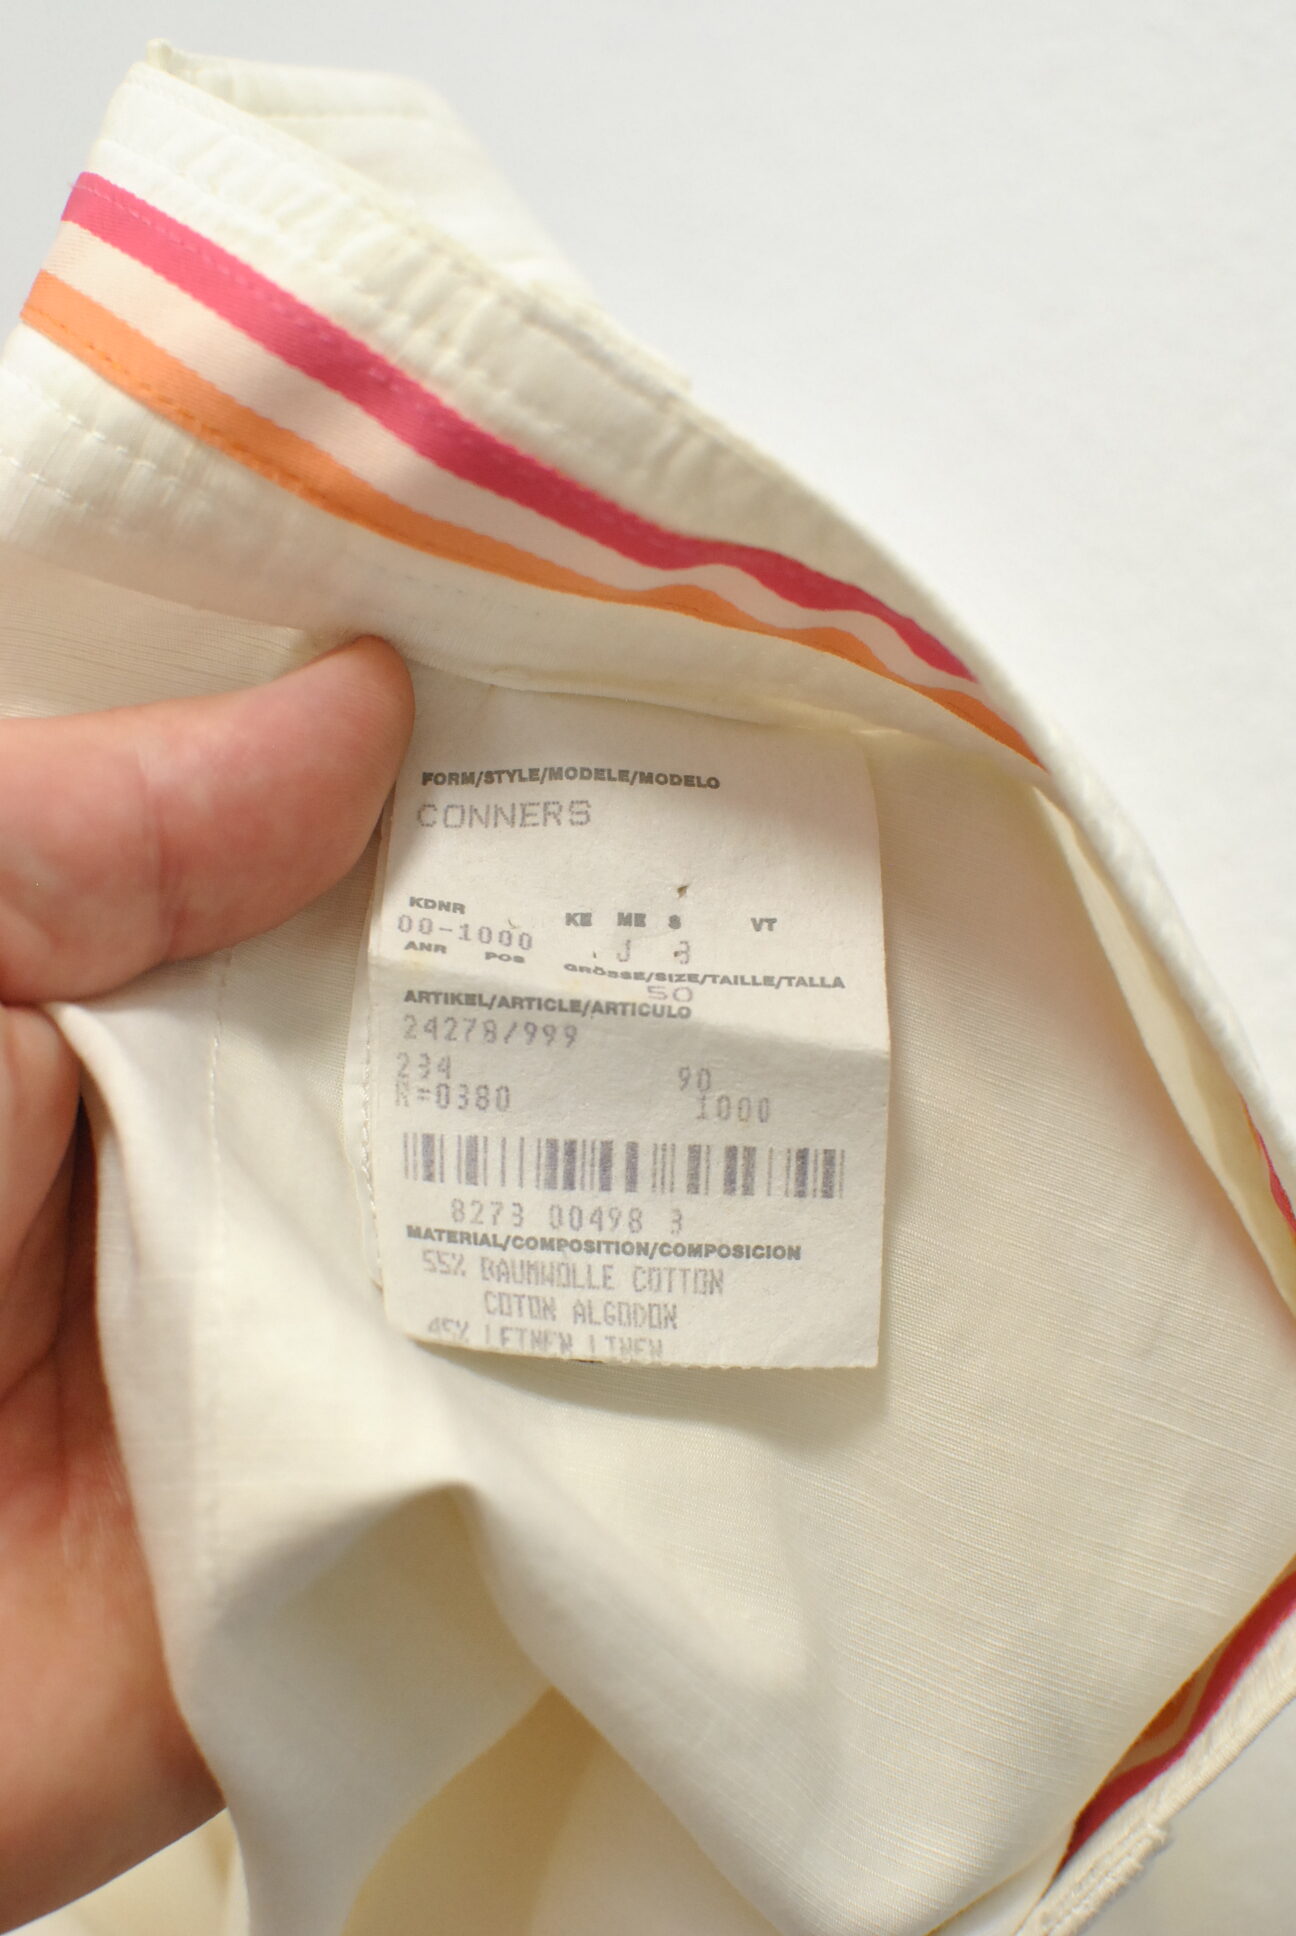 FORM/STYLE/MODELE/MODELO
CONNERS
KDNR KE ME S VT
00-1000 J 3
ANR POS GRÖSSE/SIZE/TAILLE/TALLA
50
ARTIKEL/ARTICLE/ARTICULO
24278/999
234 90
R=0380 1000
8273 00498 3
MATERIAL/COMPOSITION/COMPOSICION
55% BAUMWOLLE COTTON
COTON ALGODON
45% LEINEN LINEN